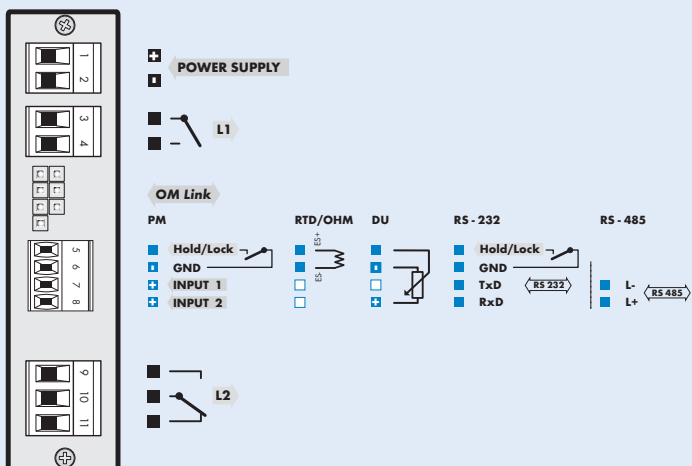 1
2
POWER SUPPLY
3
4
L1
OM Link
PM
RTD/OHM
DU
RS - 232
RS - 485
5
6
7
8
Hold/Lock
GND
INPUT 1
INPUT 2
ES+
ES-
Hold/Lock
GND
TxD
RxD
RS 232
L-
L+
RS 485
9
10
11
L2